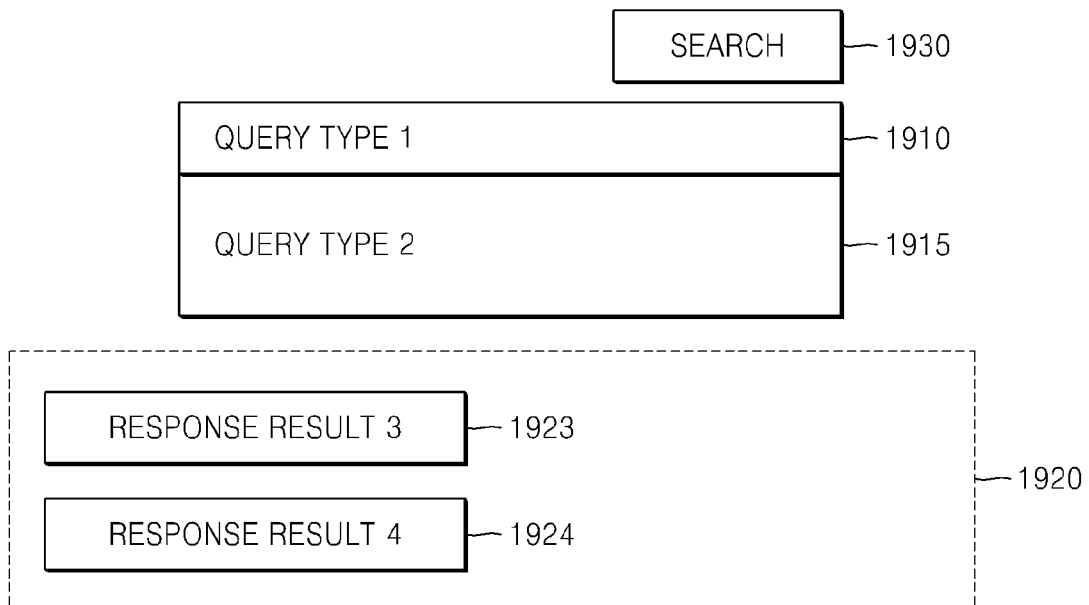 SEARCH 1930
QUERY TYPE 1 1910
QUERY TYPE 2 1915
RESPONSE RESULT 3 1923
1920
RESPONSE RESULT 4 1924